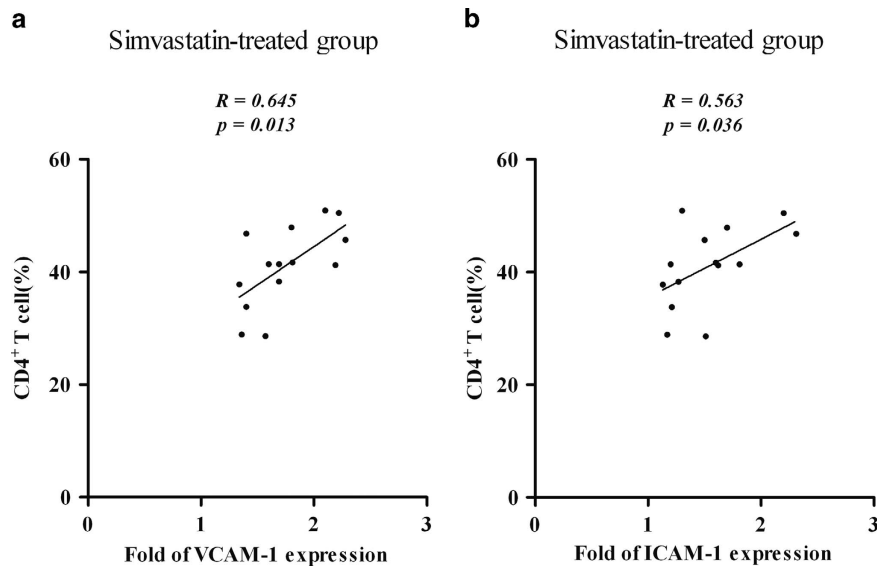 a
Simvastatin-treated group
R = 0.645
p = 0.013
60
40
20
0
0 1 2 3
CD4+ T cell(%)
Fold of VCAM-1 expression
b
Simvastatin-treated group
R = 0.563
p = 0.036
60
40
20
0
0 1 2 3
CD4+ T cell(%)
Fold of ICAM-1 expression